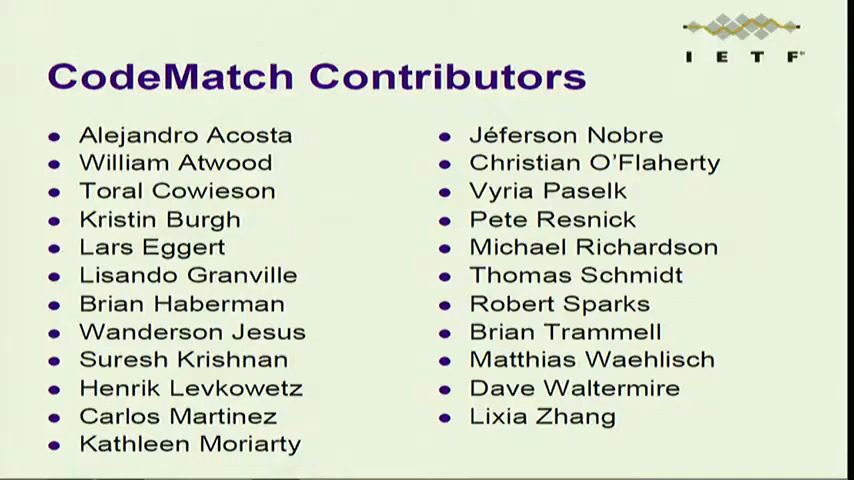 IETF®
CodeMatch Contributors
• Alejandro Acosta
• William Atwood
• Toral Cowieson
• Kristin Burgh
• Lars Eggert
• Lisando Granville
• Brian Haberman
• Wanderson Jesus
• Suresh Krishnan
• Henrik Levkowetz
• Carlos Martinez
• Kathleen Moriarty
• Jéferson Nobre
• Christian O'Flaherty
• Vyria Paselk
• Pete Resnick
• Michael Richardson
• Thomas Schmidt
• Robert Sparks
• Brian Trammell
• Matthias Waehlisch
• Dave Waltermire
• Lixia Zhang